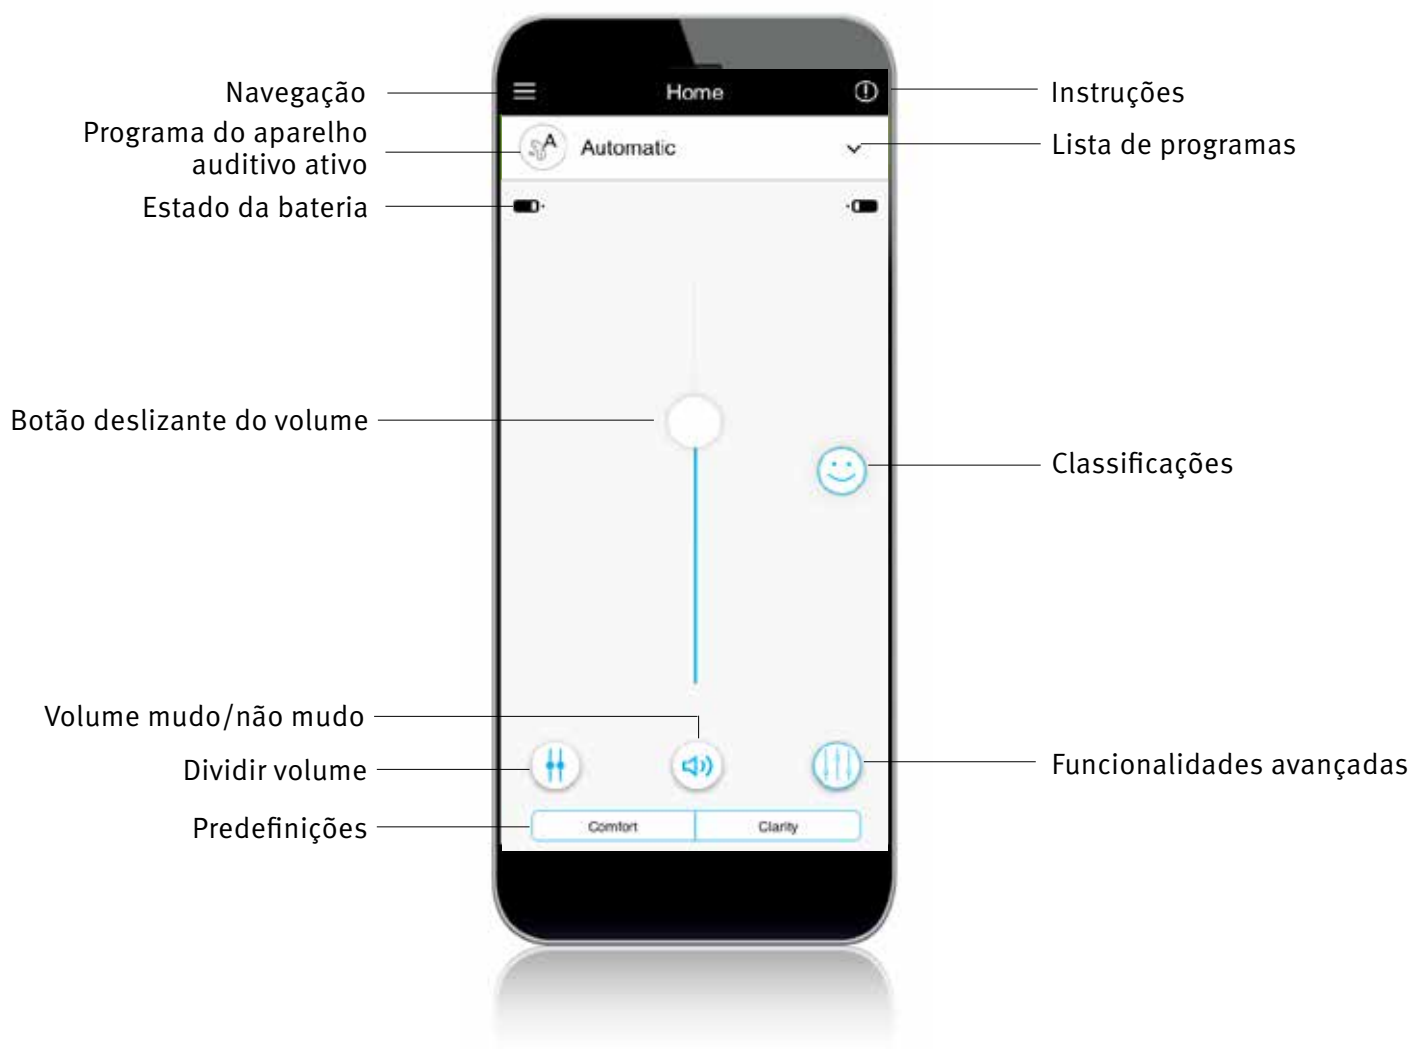 Navegação
Programa do aparelho
auditivo ativo
Estado da bateria
Botão deslizante do volume
Volume mudo/não mudo
Dividir volume
Predefinições
Home
A
Automatic
Comfort
Clarity
Instruções
Lista de programas
Classificações
Funcionalidades avançadas